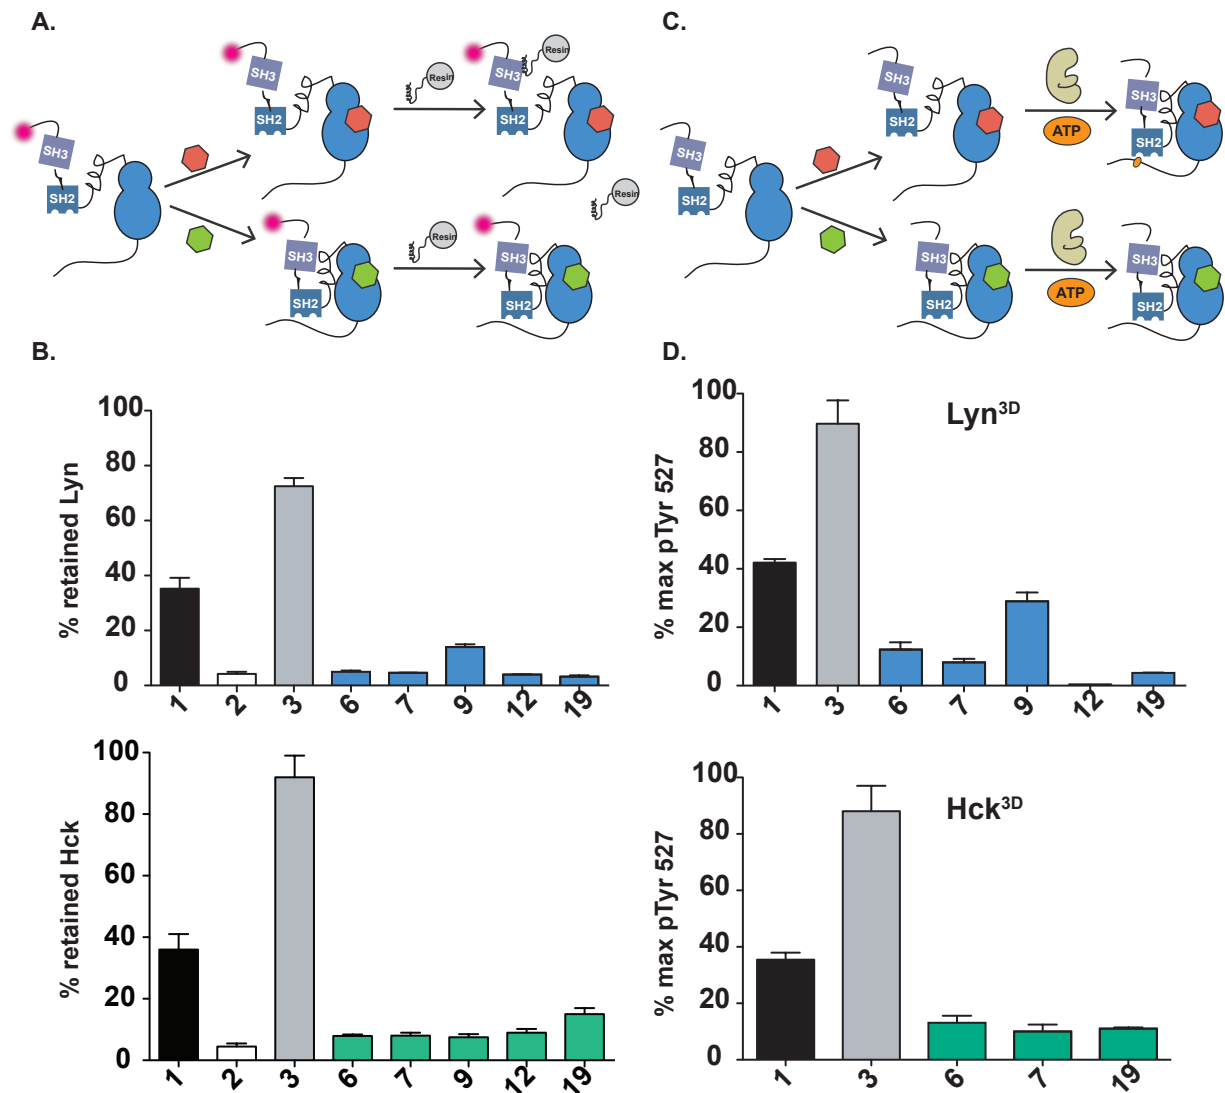 A.
SH3
SH2
SH3
SH2
Resin
SH3
Resin
SH2
SH3
SH2
Resin
Resin
SH3
SH2
C.
SH3
SH2
SH3
SH2
ATP
SH3
SH2
SH3
SH2
ATP
SH3
SH2
B.
% retained Lyn
100
80
60
40
20
0
1 2 3 6 7 9 12 19
% retained Hck
100
80
60
40
20
0
1 2 3 6 7 9 12 19
D.
Lyn3D
% max pTyr 527
100
80
60
40
20
0
1 3 6 7 9 12 19
Hck3D
% max pTyr 527
100
80
60
40
20
0
1 3 6 7 19